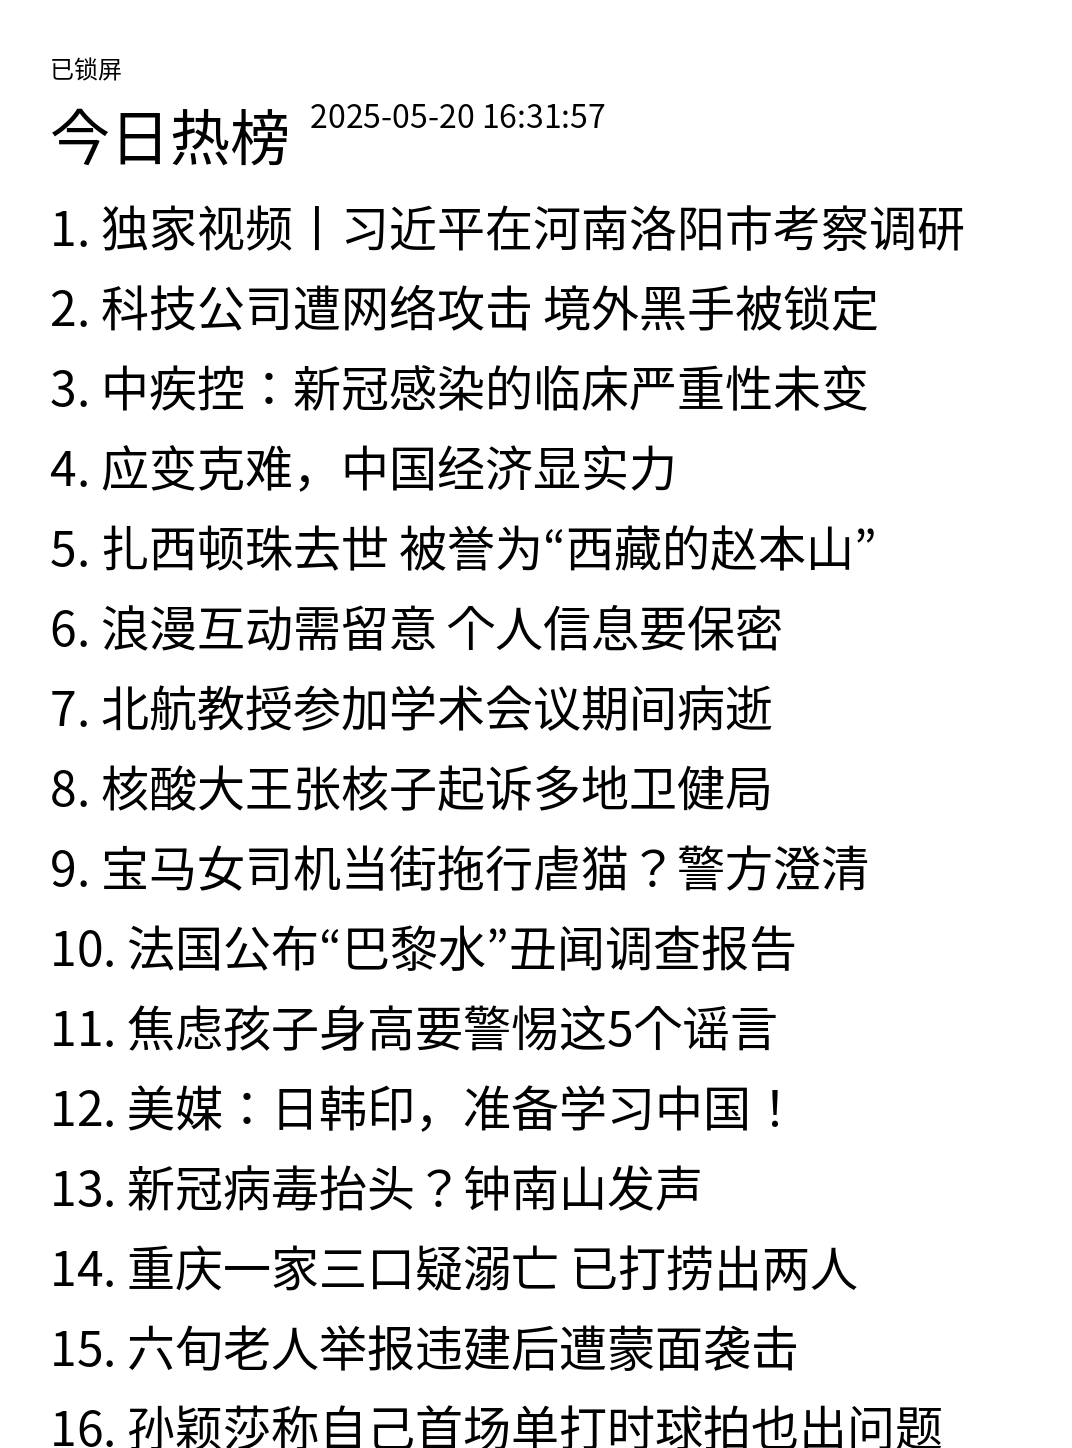 已锁屏
今日热榜 2025-05-20 16:31:57
1. 独家视频丨习近平在河南洛阳市考察调研
2. 科技公司遭网络攻击 境外黑手被锁定
3. 中疾控：新冠感染的临床严重性未变
4. 应变克难，中国经济显实力
5. 扎西顿珠去世 被誉为“西藏的赵本山”
6. 浪漫互动需留意 个人信息要保密
7. 北航教授参加学术会议期间病逝
8. 核酸大王张核子起诉多地卫健局
9. 宝马女司机当街拖行虐猫？警方澄清
10. 法国公布“巴黎水”丑闻调查报告
11. 焦虑孩子身高要警惕这5个谣言
12. 美媒：日韩印，准备学习中国！
13. 新冠病毒抬头？钟南山发声
14. 重庆一家三口疑溺亡 已打捞出两人
15. 六旬老人举报违建后遭蒙面袭击
16. 孙颖莎称自己首场单打时球拍也出问题